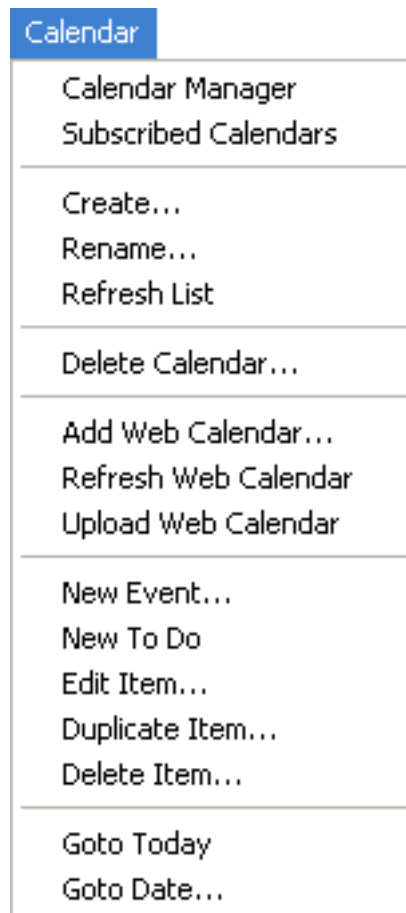 Calendar
Calendar Manager
Subscribed Calendars
Create...
Rename...
Refresh List
Delete Calendar...
Add Web Calendar...
Refresh Web Calendar
Upload Web Calendar
New Event...
New To Do
Edit Item...
Duplicate Item...
Delete Item...
Goto Today
Goto Date...